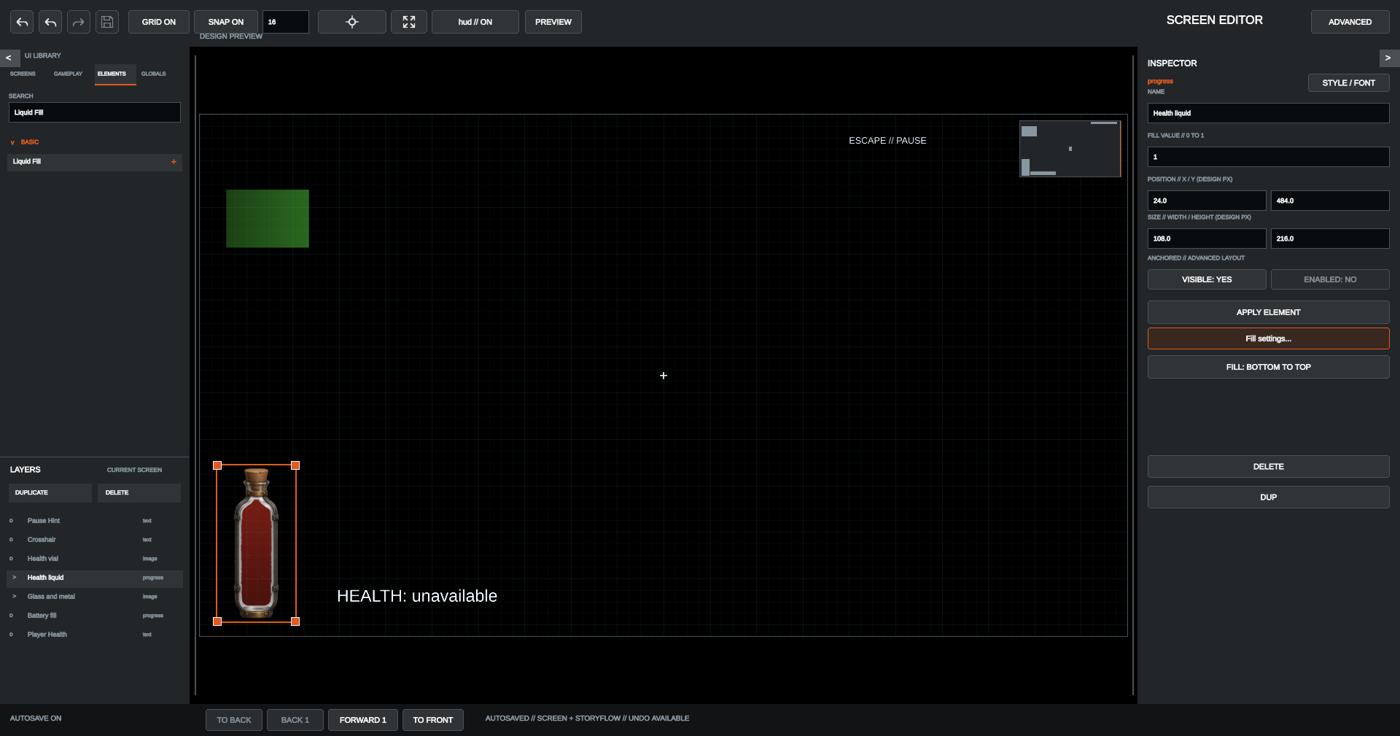 GRID ON
SNAP ON
16
hud // ON
PREVIEW
SCREEN EDITOR
ADVANCED
DESIGN PREVIEW
<
UI LIBRARY
SCREENS
GAMEPLAY
ELEMENTS
GLOBALS
SEARCH
Liquid Fill
v BASIC
Liquid Fill +
ESCAPE // PAUSE
HEALTH: unavailable
LAYERS
CURRENT SCREEN
DUPLICATE
DELETE
o Pause Hint text
o Crosshair text
o Health vial image
> Health liquid progress
> Glass and metal image
o Battery fill progress
o Player Health text
>
INSPECTOR
progress
STYLE / FONT
NAME
Health liquid
FILL VALUE // 0 TO 1
1
POSITION // X / Y (DESIGN PX)
24.0
484.0
SIZE // WIDTH / HEIGHT (DESIGN PX)
108.0
216.0
ANCHORED // ADVANCED LAYOUT
VISIBLE: YES
ENABLED: NO
APPLY ELEMENT
Fill settings...
FILL: BOTTOM TO TOP
DELETE
DUP
AUTOSAVE ON
TO BACK
BACK 1
FORWARD 1
TO FRONT
AUTOSAVED // SCREEN + STORYFLOW // UNDO AVAILABLE